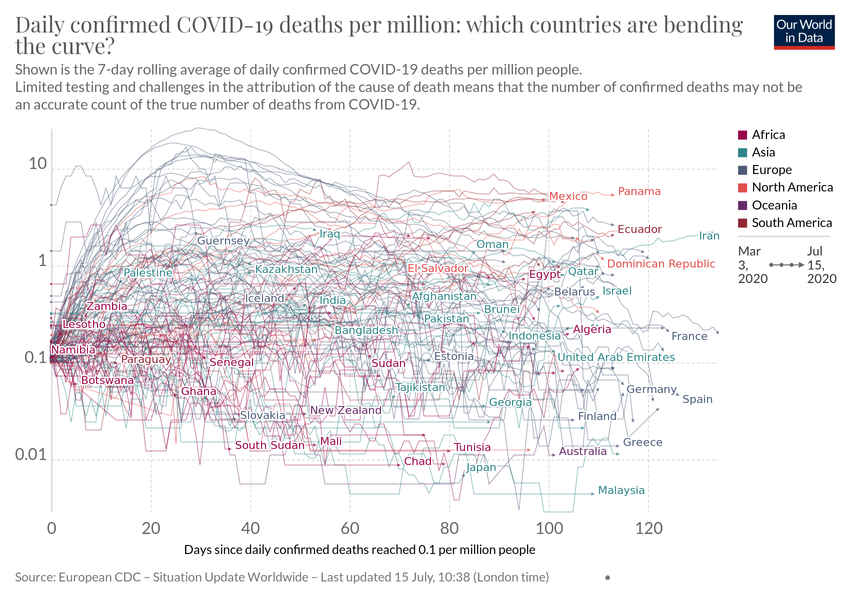 Daily confirmed COVID-19 deaths per million: which countries are bending
the curve?
Our World
in Data
Shown is the 7-day rolling average of daily confirmed COVID-19 deaths per million people.
Limited testing and challenges in the attribution of the cause of death means that the number of confirmed deaths may not be
an accurate count of the true number of deaths from COVID-19.
Africa
Asia
Europe
North America
Oceania
South America
Mar
3,
2020
Jul
15,
2020
10
1
0.1
0.01
Panama
Mexico
Ecuador
Iran
Iraq
Guernsey
Oman
Dominican Republic
El Salvador
Kazakhstan
Palestine
Egypt
Qatar
Belarus
Israel
Iceland
India
Afghanistan
Zambia
Brunei
Pakistan
Lesotho
Bangladesh
Algeria
Indonesia
France
Namibia
Paraguay
Senegal
Sudan
Estonia
United Arab Emirates
Botswana
Ghana
Tajikistan
Germany
Spain
Georgia
Slovakia
New Zealand
Finland
South Sudan
Mali
Tunisia
Greece
Australia
Chad
Japan
Malaysia
0
20
40
60
80
100
120
Days since daily confirmed deaths reached 0.1 per million people
Source: European CDC – Situation Update Worldwide – Last updated 15 July, 10:38 (London time)